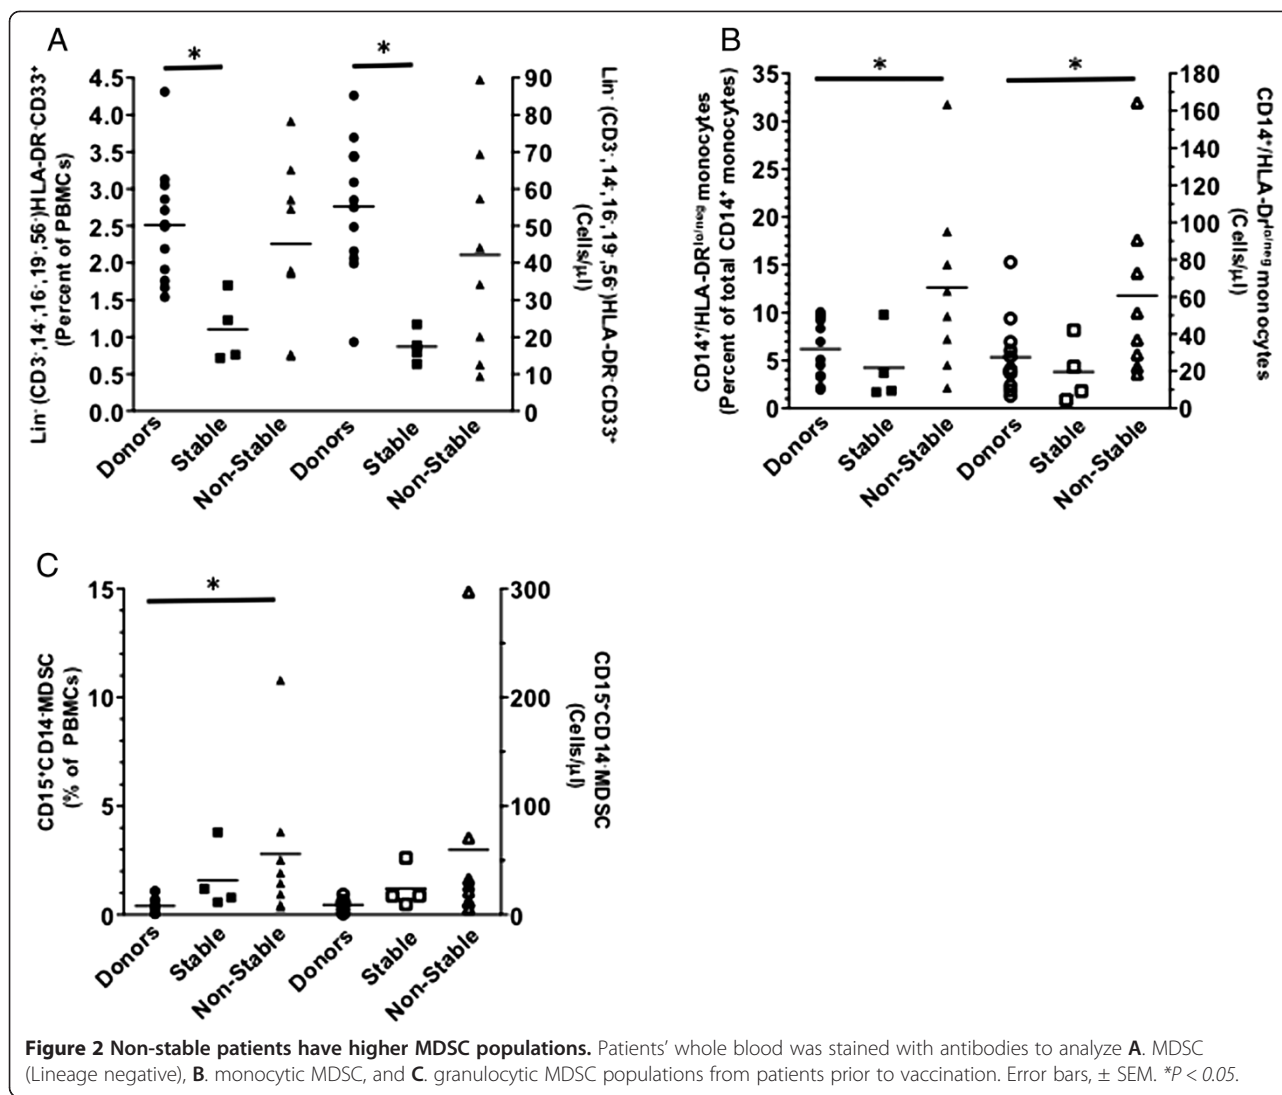 A
*
*
4.5
4.0
3.5
3.0
2.5
2.0
1.5
1.0
0.5
0.0
90
80
70
60
50
40
30
20
10
0
Lin⁻(CD3⁻,14⁻,16⁻,19⁻,56⁻)HLA-DR⁻CD33⁺
(Percent of PBMCs)
Lin⁻(CD3⁻,14⁻,16⁻,19⁻,56⁻)HLA-DR⁻CD33⁺
(Cells/µl)
Donors
Stable
Non-Stable
Donors
Stable
Non-Stable
B
*
*
35
30
25
20
15
10
5
0
180
160
140
120
100
80
60
40
20
0
CD14⁺/HLA-DRˡᵒ/ⁿᵉᵍ monocytes
(Percent of total CD14⁺ monocytes)
CD14⁺/HLA-Drˡᵒ/ⁿᵉᵍ monocytes
(Cells/µl)
Donors
Stable
Non-Stable
Donors
Stable
Non-Stable
C
*
15
10
5
0
300
200
100
0
CD15⁺CD14⁻MDSC
(% of PBMCs)
CD15⁺CD14⁻MDSC
(Cells/µl)
Donors
Stable
Non-Stable
Donors
Stable
Non-Stable
Figure 2 Non-stable patients have higher MDSC populations. Patients’ whole blood was stained with antibodies to analyze A. MDSC
(Lineage negative), B. monocytic MDSC, and C. granulocytic MDSC populations from patients prior to vaccination. Error bars, ± SEM. *P < 0.05.